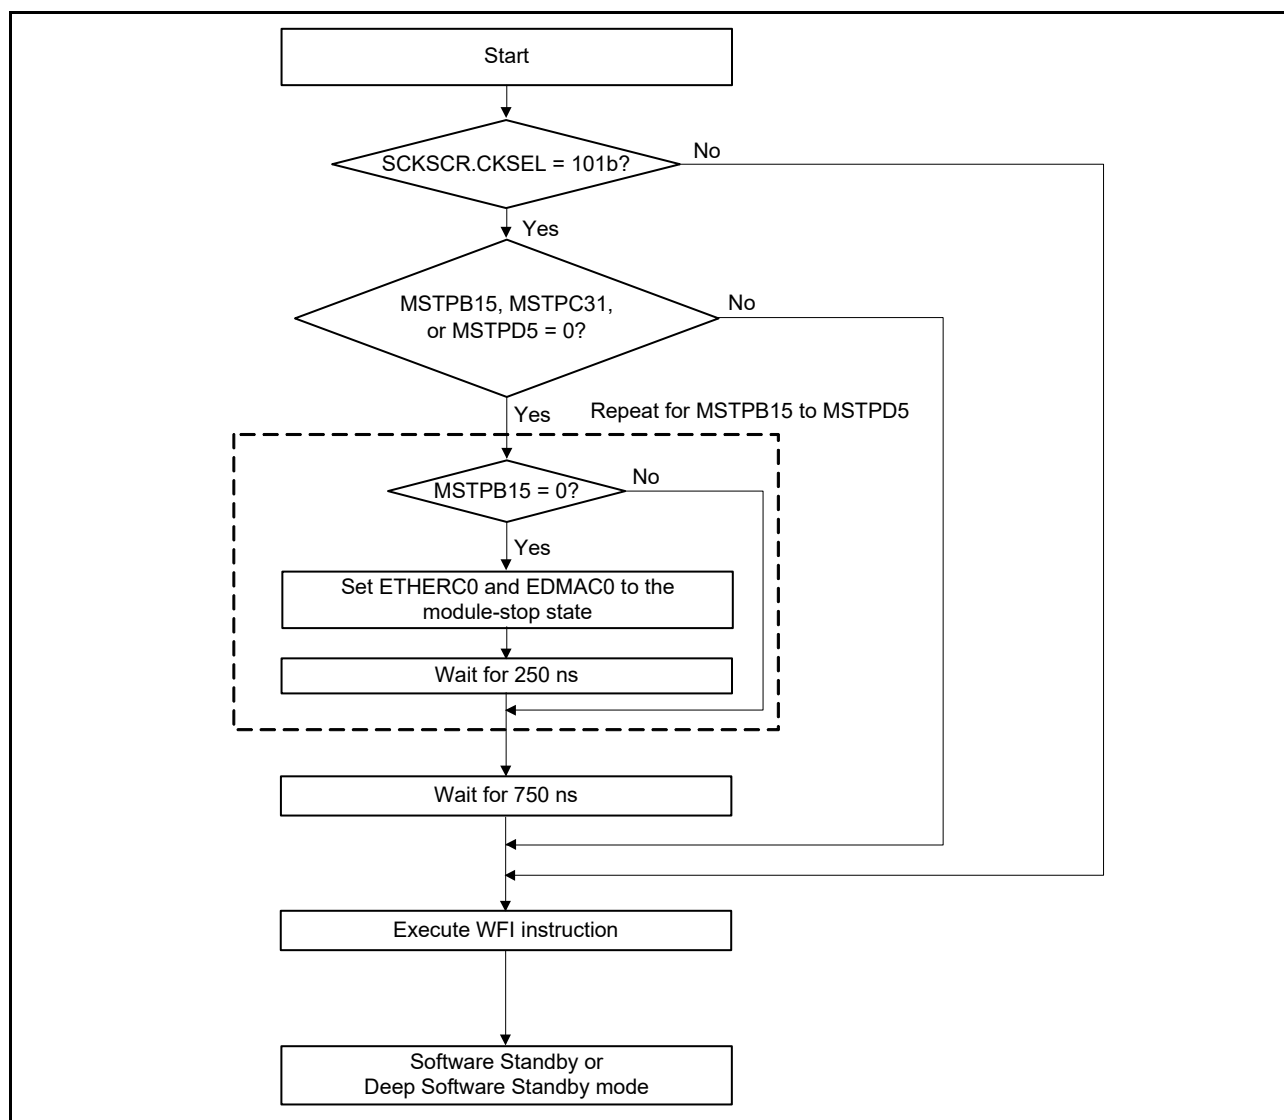 Start
SCKSCR.CKSEL = 101b?
No
Yes
MSTPB15, MSTPC31,
or MSTPD5 = 0?
No
Yes
Repeat for MSTPB15 to MSTPD5
MSTPB15 = 0?
No
Yes
Set ETHERC0 and EDMAC0 to the
module-stop state
Wait for 250 ns
Wait for 750 ns
Execute WFI instruction
Software Standby or
Deep Software Standby mode